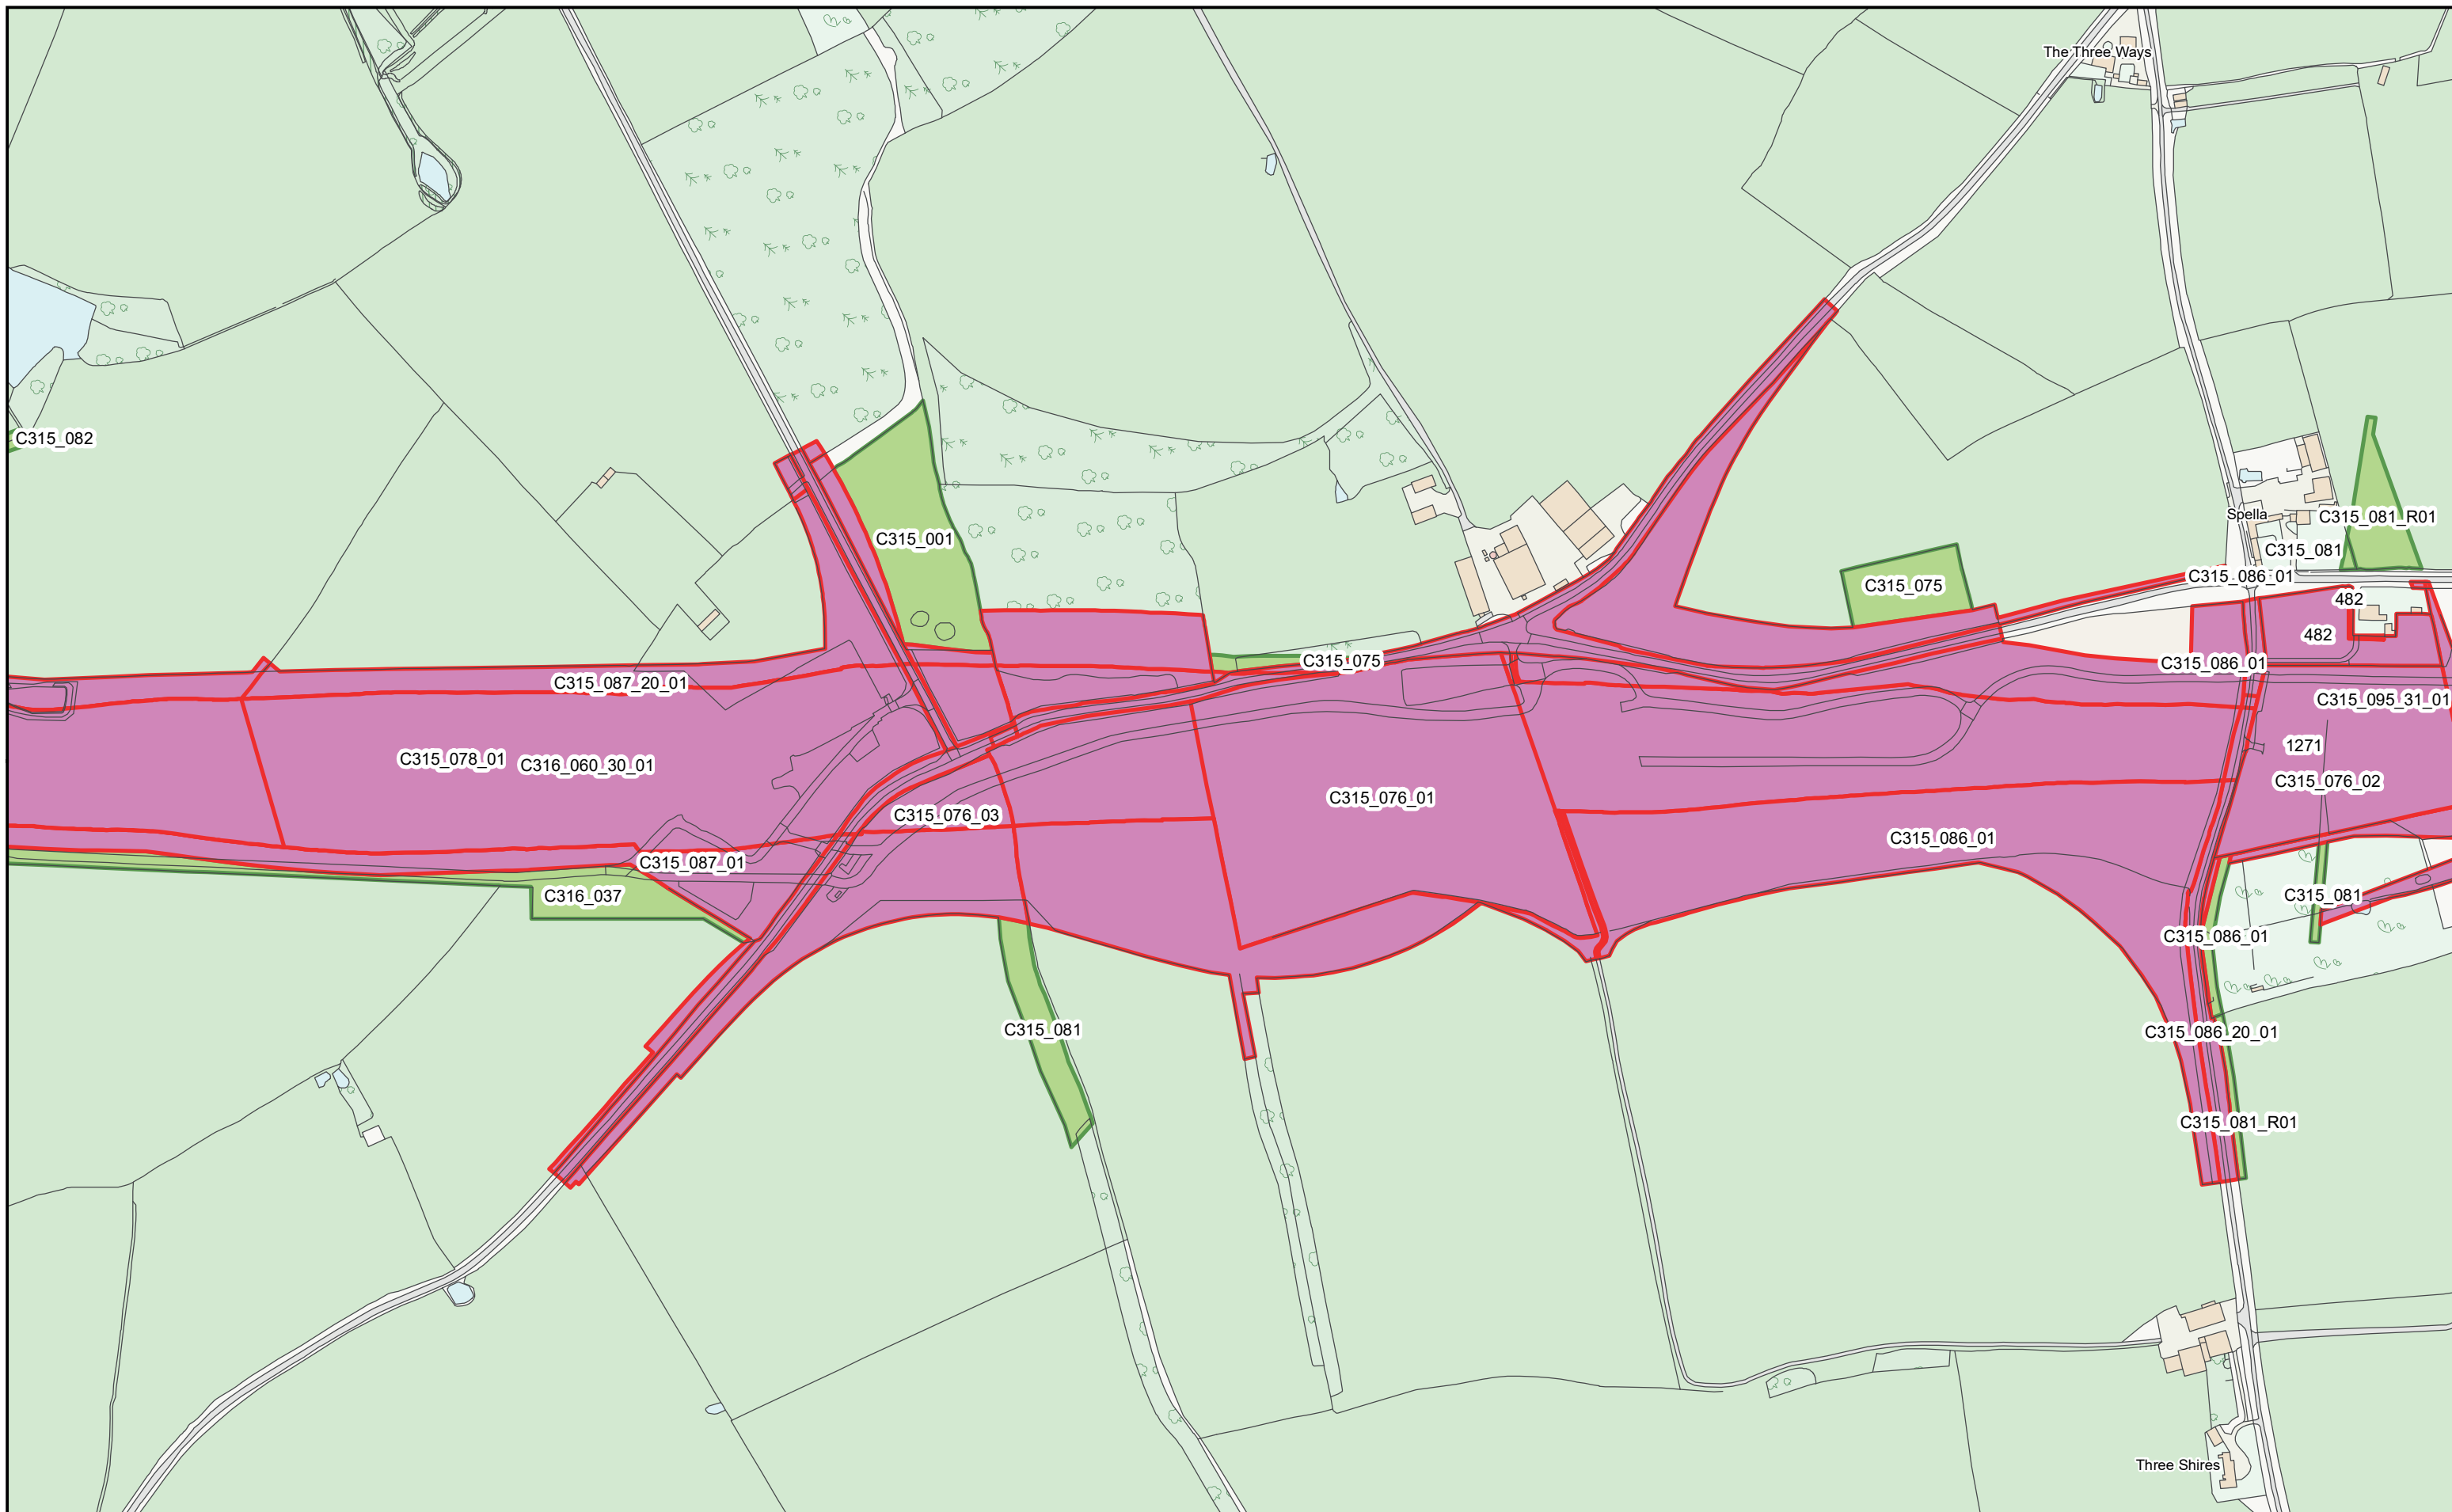 The Three Ways
C315_082
Spella
C315_081_R01
C315_001
C315_081
C315_086_01
C315_075
482
482
C315_075
C315_086_01
C315_087_20_01
C315_095_31_01
1271
C315_078_01
C316_060_30_01
C315_076_02
C315_076_01
C315_076_03
C315_086_01
C315_087_01
C316_037
C315_081
C315_086_01
C315_081
C315_086_20_01
C315_081_R01
Three Shires